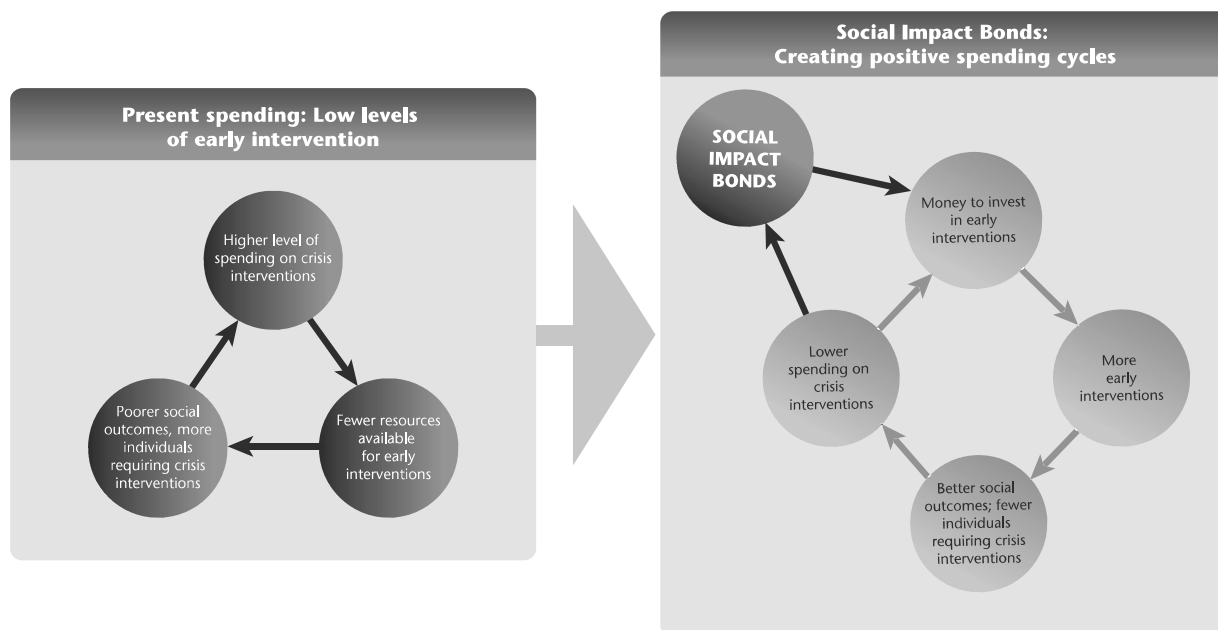 Present spending: Low levels
of early intervention
Higher level of
spending on crisis
interventions
Poorer social
outcomes, more
individuals
requiring crisis
interventions
Fewer resources
available
for early
interventions
Social Impact Bonds:
Creating positive spending cycles
SOCIAL
IMPACT
BONDS
Money to invest
in early
interventions
Lower
spending on
crisis
interventions
More
early
interventions
Better social
outcomes; fewer
individuals
requiring crisis
interventions